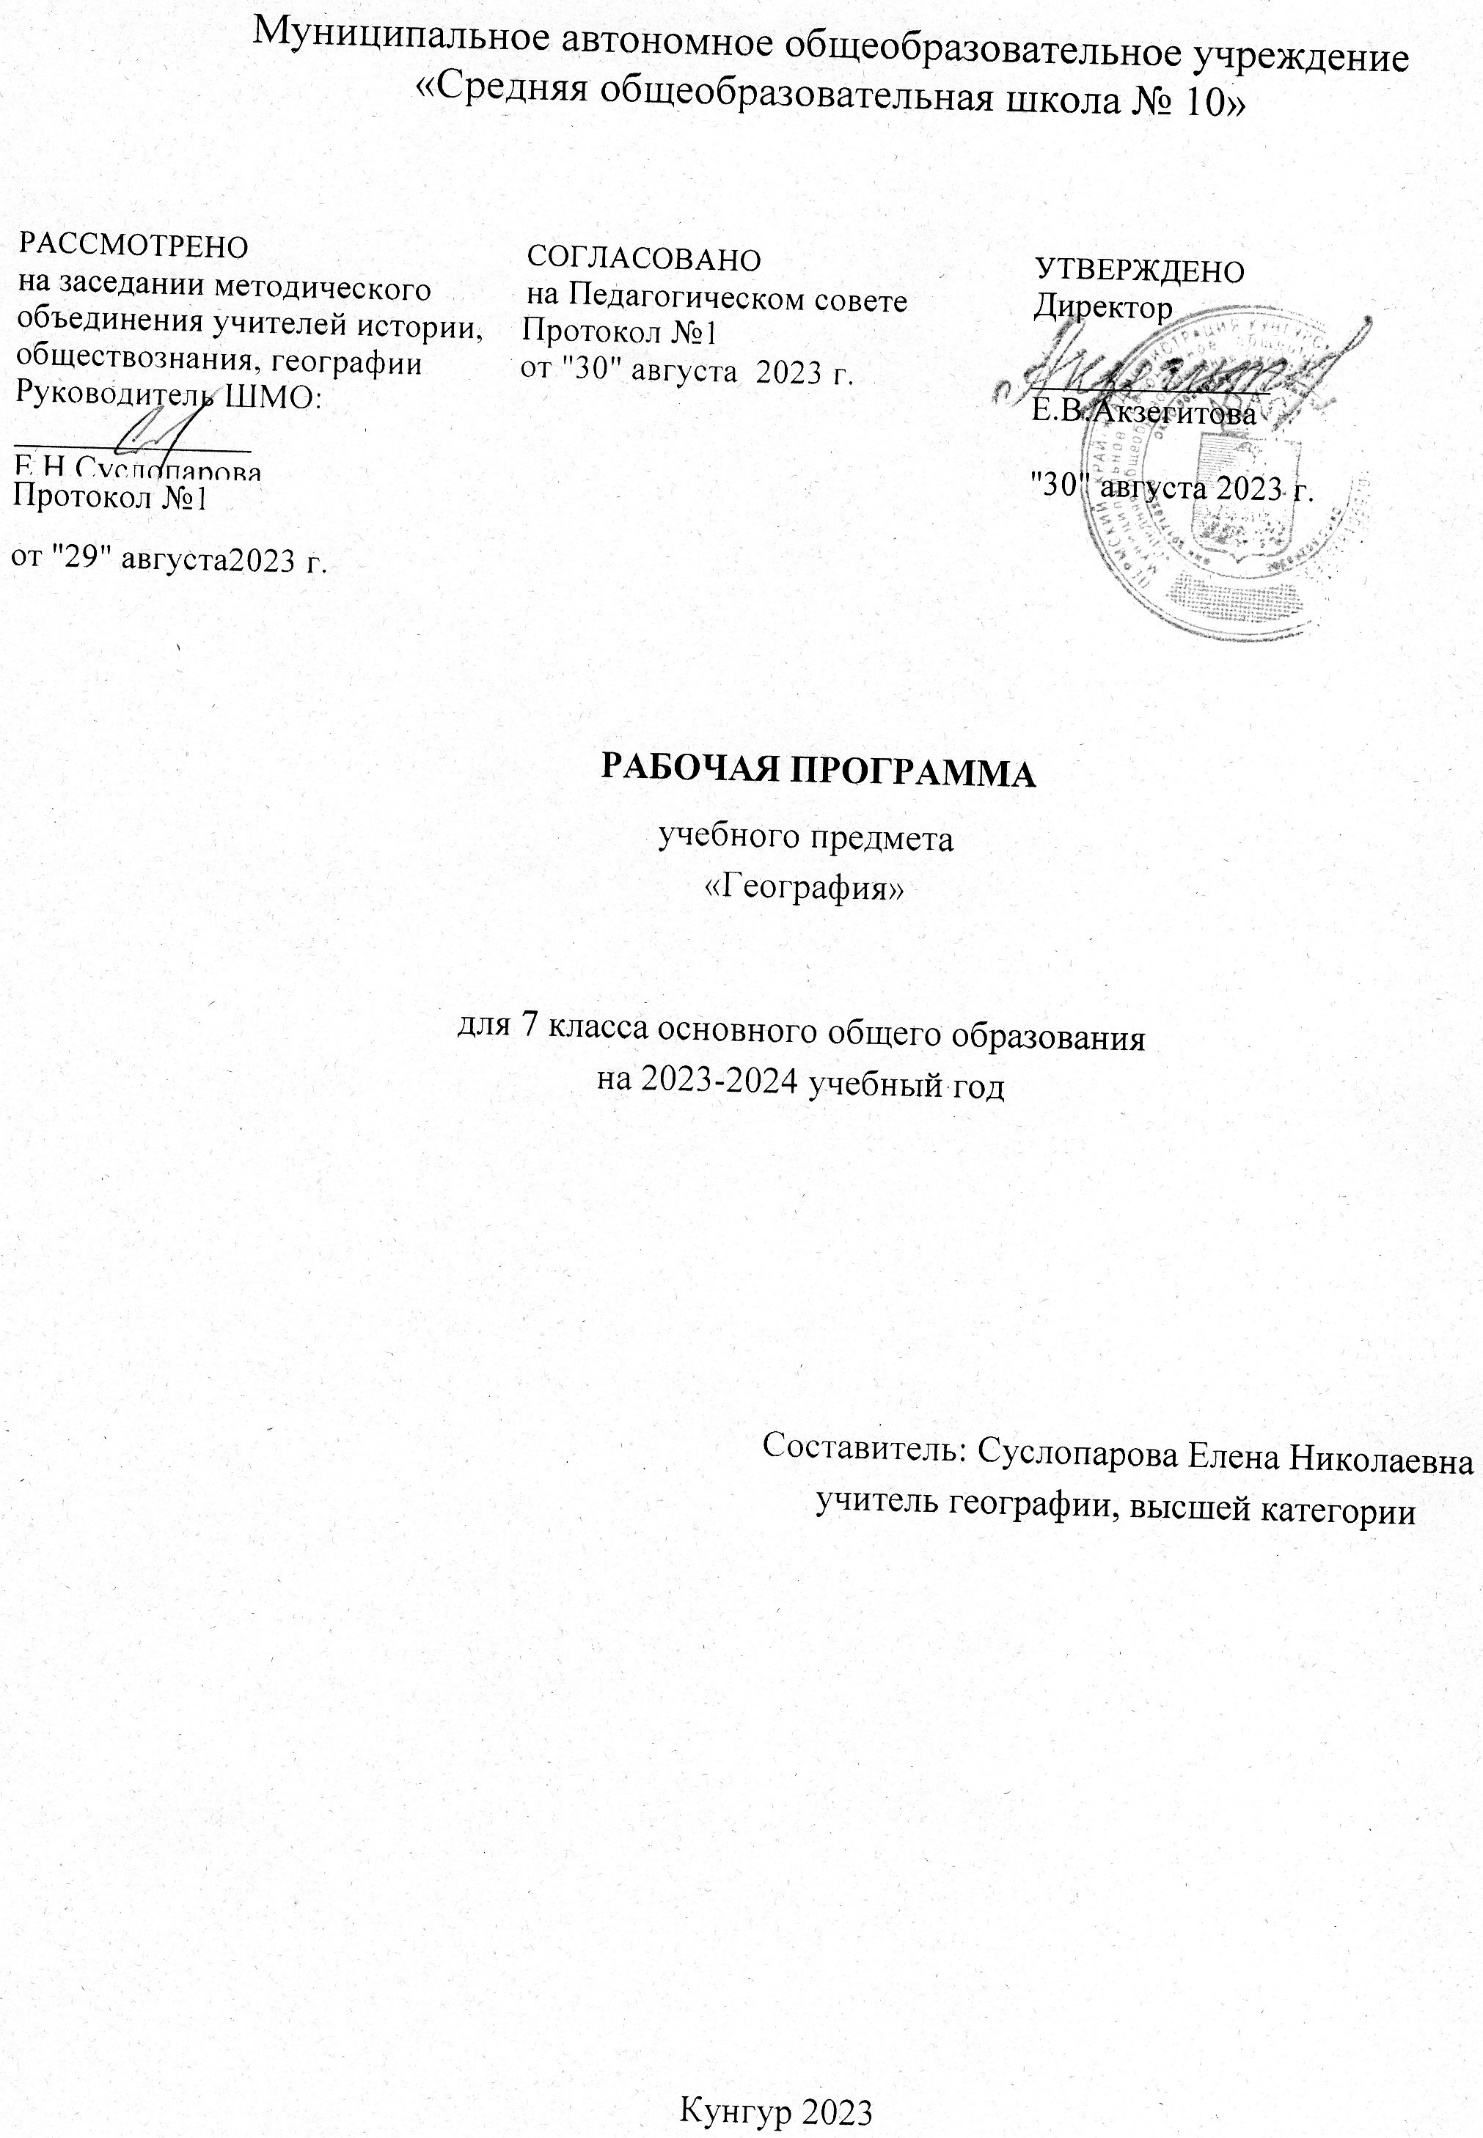 Муниципальное автономное общеобразовательное учреждение
«Средняя общеобразовательная школа № 10»
РАССМОТРЕНО
на заседании методического
объединения учителей истории,
обществознания, географии
Руководитель ШМО:
Е.Н.Суслопарова
Протокол №1
от "29" августа2023 г.
СОГЛАСОВАНО
на Педагогическом совете
Протокол №1
от "30" августа 2023 г.
УТВЕРЖДЕНО
Директор
Е.В.Акзегитова
"30" августа 2023 г.
ПЕРМСКИЙ КРАЙ
РАБОЧАЯ ПРОГРАММА
учебного предмета
«География»
для 7 класса основного общего образования
на 2023-2024 учебный год
Составитель: Суслопарова Елена Николаевна
учитель географии, высшей категории
Кунгур 2023